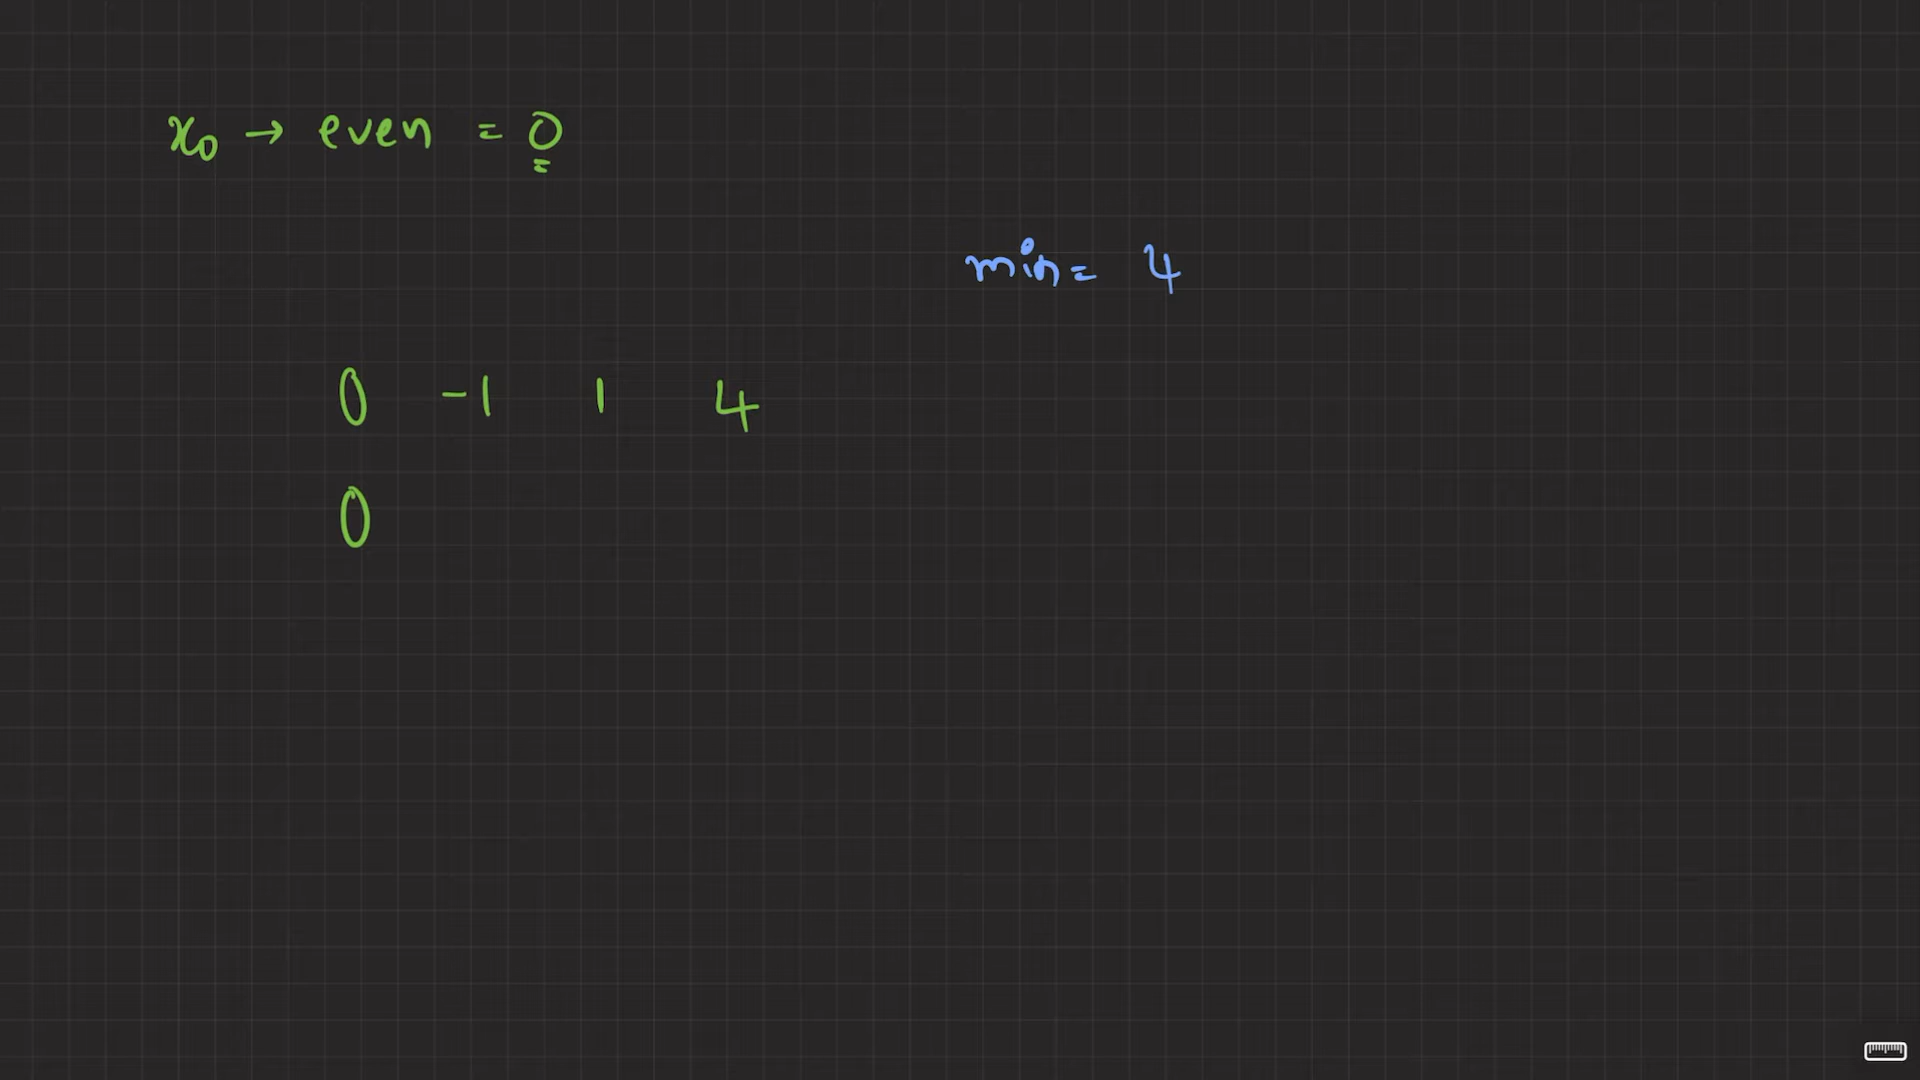 x₀ → even = 0
min = 4
0 -1 1 4
0